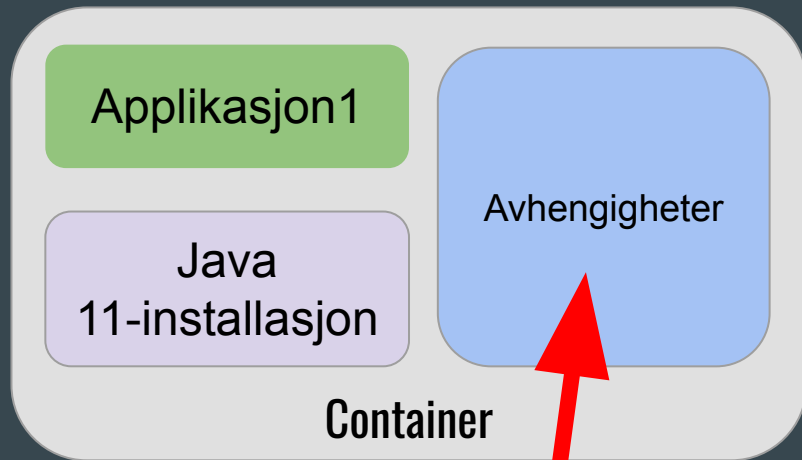 Applikasjon1
Java
11-installasjon
Avhengigheter
Container